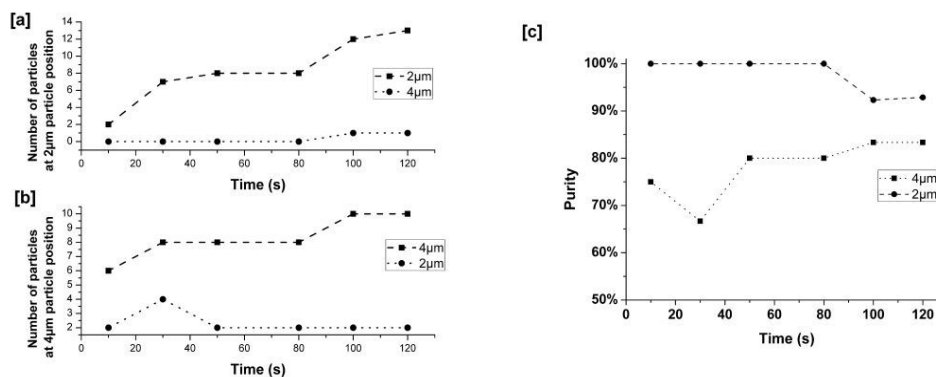 [a]
Number of particles
at 2μm particle position
14
12
10
8
6
4
2
0
2μm
4μm
0 20 40 60 80 100 120
Time (s)
[b]
Number of particles
at 4μm particle position
10
9
8
7
6
5
4
3
2
4μm
2μm
0 20 40 60 80 100 120
Time (s)
[c]
Purity
100%
90%
80%
70%
60%
50%
4μm
2μm
0 20 40 60 80 100 120
Time (s)